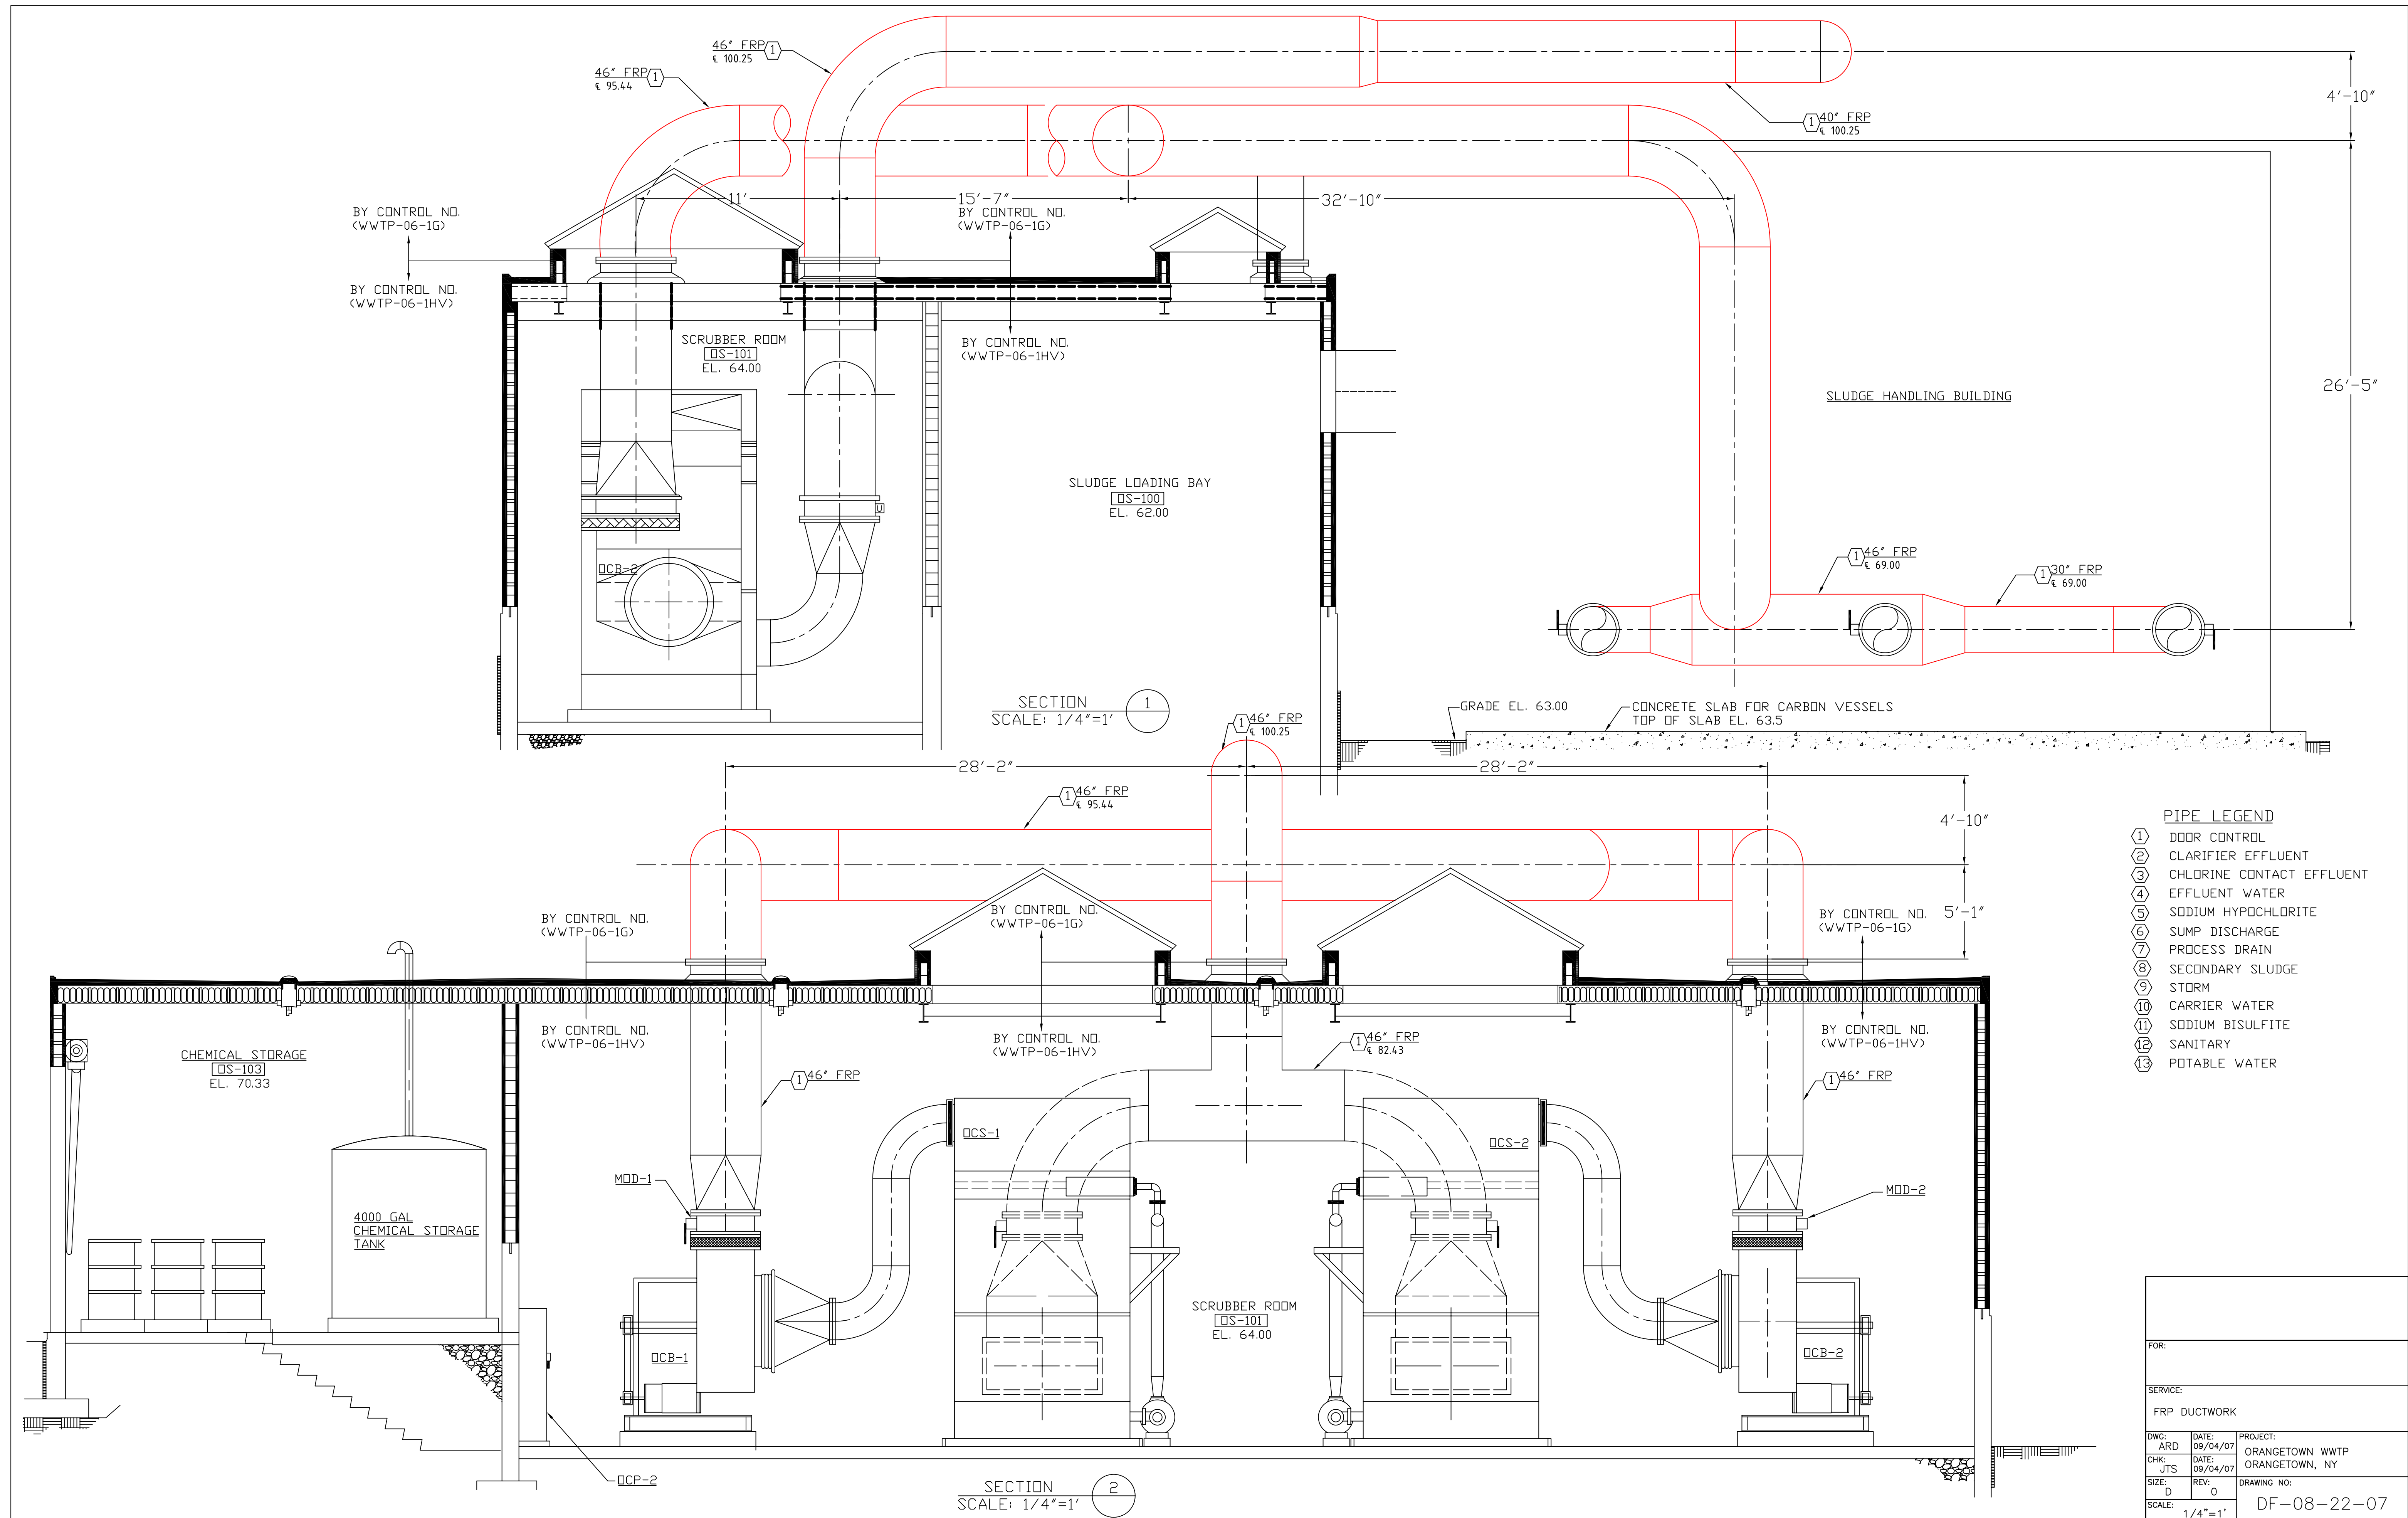 46" FRP 1
℄ 100.25
46" FRP 1
℄ 95.44
4'-10"
1 40" FRP
℄ 100.25
11'
15'-7"
32'-10"
BY CONTROL NO.
(WWTP-06-1G)
BY CONTROL NO.
(WWTP-06-1G)
BY CONTROL NO.
(WWTP-06-1HV)
SCRUBBER ROOM
OS-101
EL. 64.00
BY CONTROL NO.
(WWTP-06-1HV)
26'-5"
SLUDGE HANDLING BUILDING
SLUDGE LOADING BAY
OS-100
EL. 62.00
U
OCB-2
1 46" FRP
℄ 69.00
1 30" FRP
℄ 69.00
SECTION 1
SCALE: 1/4"=1'
GRADE EL. 63.00
CONCRETE SLAB FOR CARBON VESSELS
TOP OF SLAB EL. 63.5
1 46" FRP
℄ 100.25
28'-2"
28'-2"
1 46" FRP
℄ 95.44
4'-10"
5'-1"
BY CONTROL NO.
(WWTP-06-1G)
BY CONTROL NO.
(WWTP-06-1G)
BY CONTROL NO.
(WWTP-06-1G)
BY CONTROL NO.
(WWTP-06-1HV)
BY CONTROL NO.
(WWTP-06-1HV)
BY CONTROL NO.
(WWTP-06-1HV)
1 46" FRP
℄ 82.43
CHEMICAL STORAGE
OS-103
EL. 70.33
1 46" FRP
1 46" FRP
OCS-1
OCS-2
MOD-1
MOD-2
4000 GAL
CHEMICAL STORAGE
TANK
SCRUBBER ROOM
OS-101
EL. 64.00
OCB-1
OCB-2
OCP-2
SECTION 2
SCALE: 1/4"=1'
PIPE LEGEND
1 DOOR CONTROL
2 CLARIFIER EFFLUENT
3 CHLORINE CONTACT EFFLUENT
4 EFFLUENT WATER
5 SODIUM HYPOCHLORITE
6 SUMP DISCHARGE
7 PROCESS DRAIN
8 SECONDARY SLUDGE
9 STORM
10 CARRIER WATER
11 SODIUM BISULFITE
12 SANITARY
13 POTABLE WATER
FOR:
SERVICE:
FRP DUCTWORK
DWG: ARD
DATE: 09/04/07
PROJECT:
ORANGETOWN WWTP
ORANGETOWN, NY
CHK: JTS
DATE: 09/04/07
SIZE: D
REV: 0
DRAWING NO:
DF-08-22-07
SCALE: 1/4"=1'